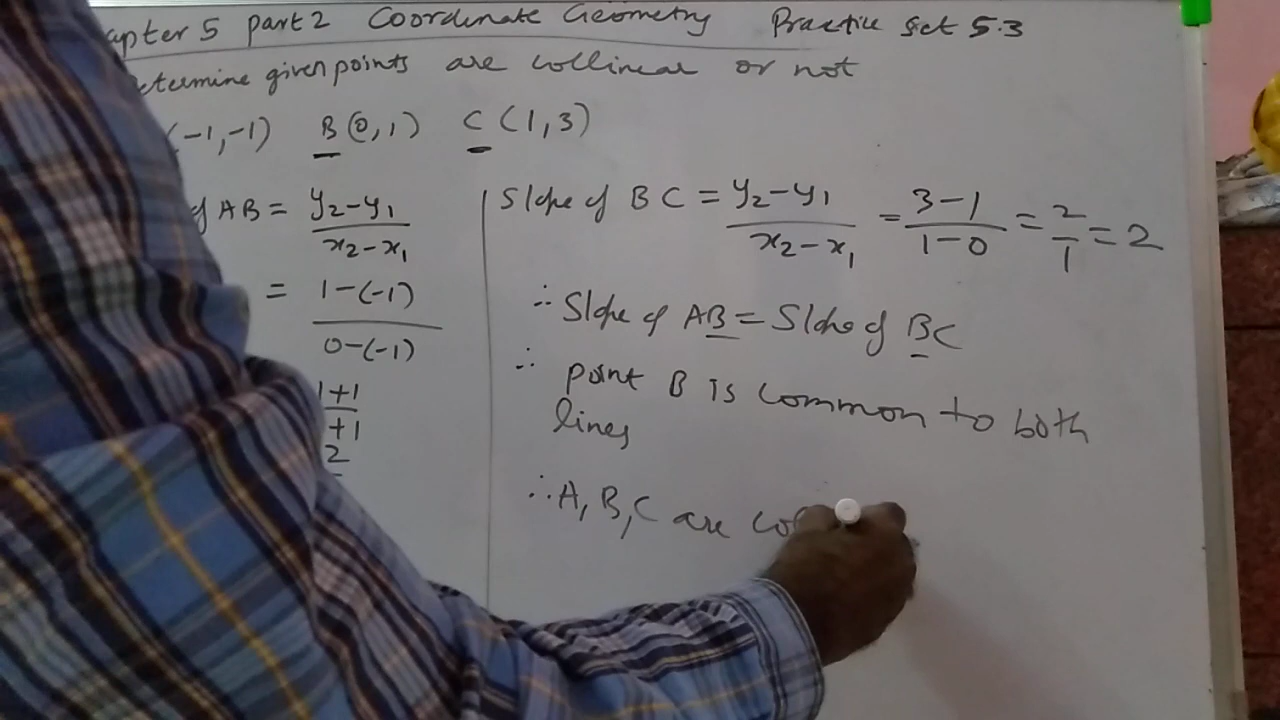 apter 5 part 2 Coordinate Geometry Practice Set 5.3
etermine given points are collinear or not
(-1,-1) B(0,1) C(1,3)
of AB = y₂-y₁ / x₂-x₁
= 1-(-1) / 0-(-1)
1+1 / +1
2
Slope of BC = y₂-y₁ / x₂-x₁ = 3-1 / 1-0 = 2/1 = 2
∴ Slope of AB = Slope of BC
∴ point B is common to both
lines
∴ A, B, C are co